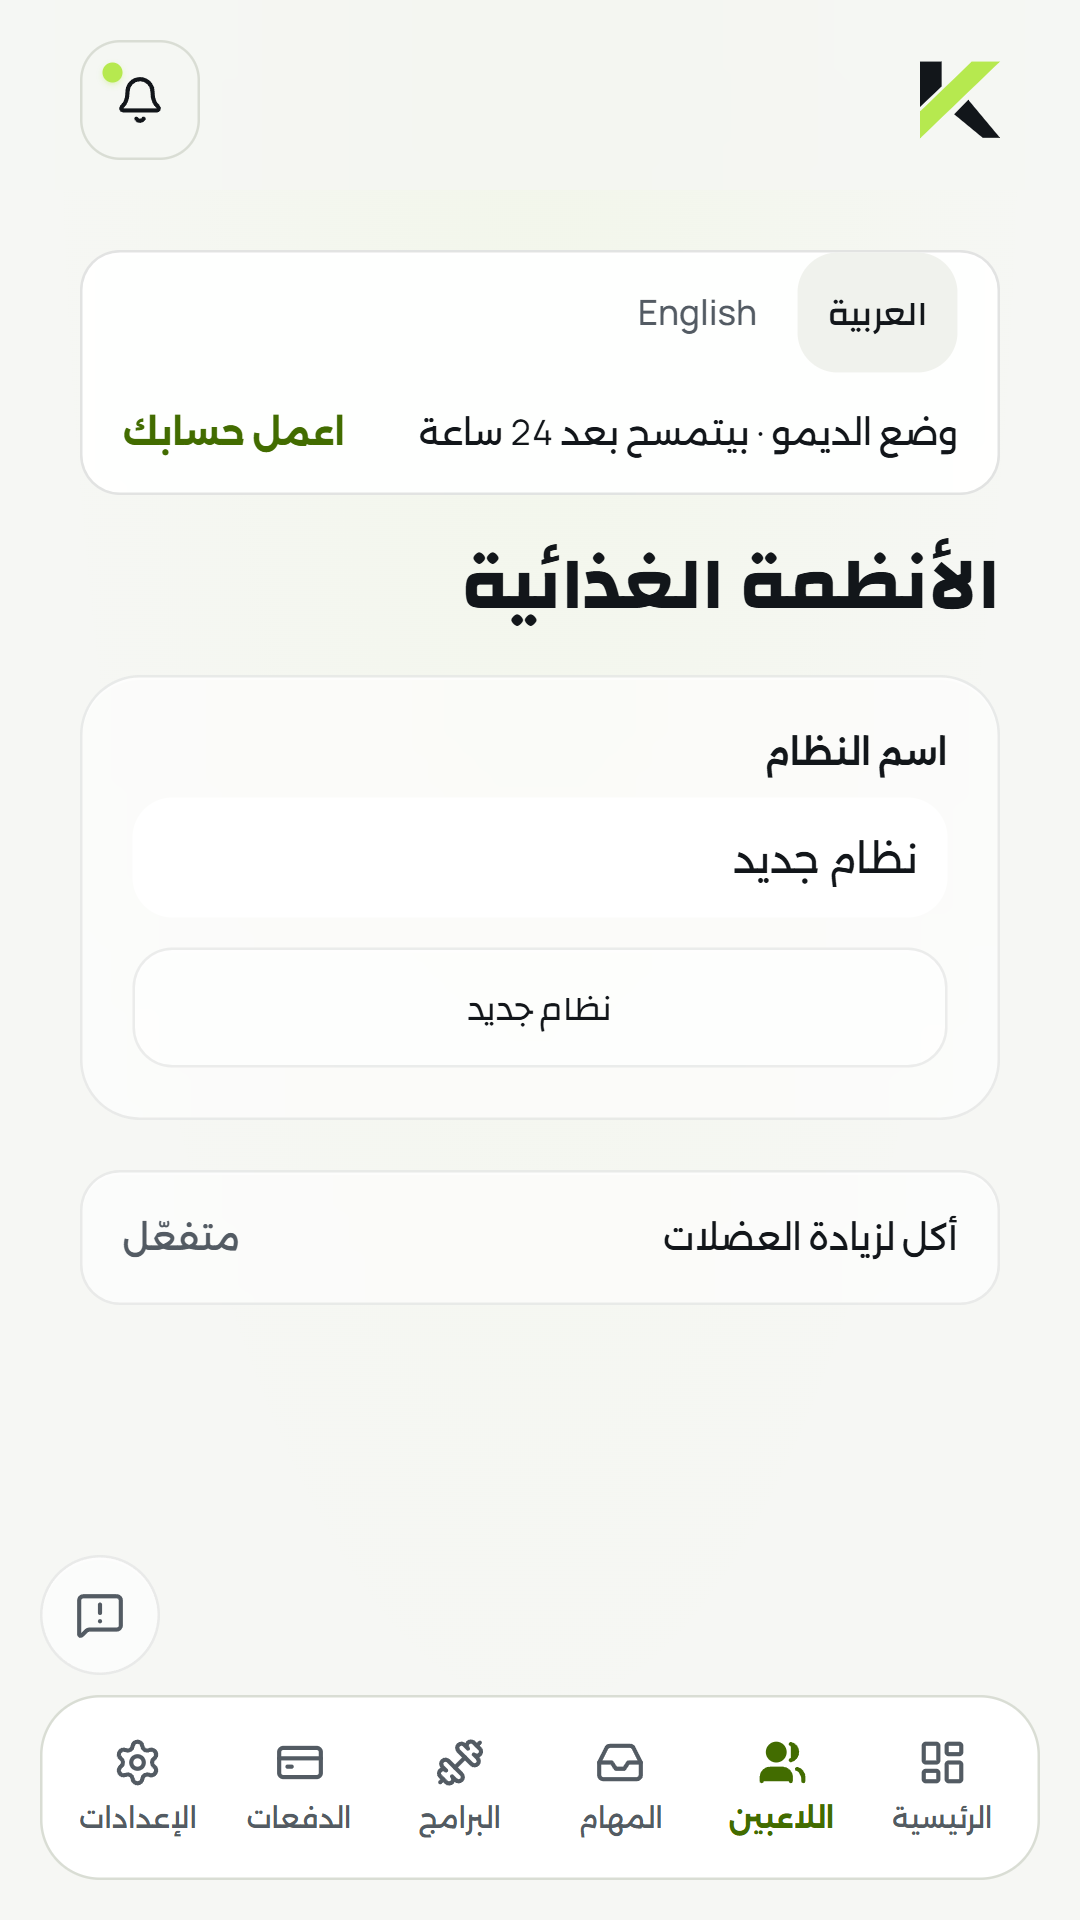 العربية
English
وضع الديمو · بيتمسح بعد 24 ساعة
اعمل حسابك
الأنظمة الغذائية
اسم النظام
نظام جديد
نظام جديد
أكل لزيادة العضلات
متفعّل
الرئيسية
اللاعبين
المهام
البرامج
الدفعات
الإعدادات